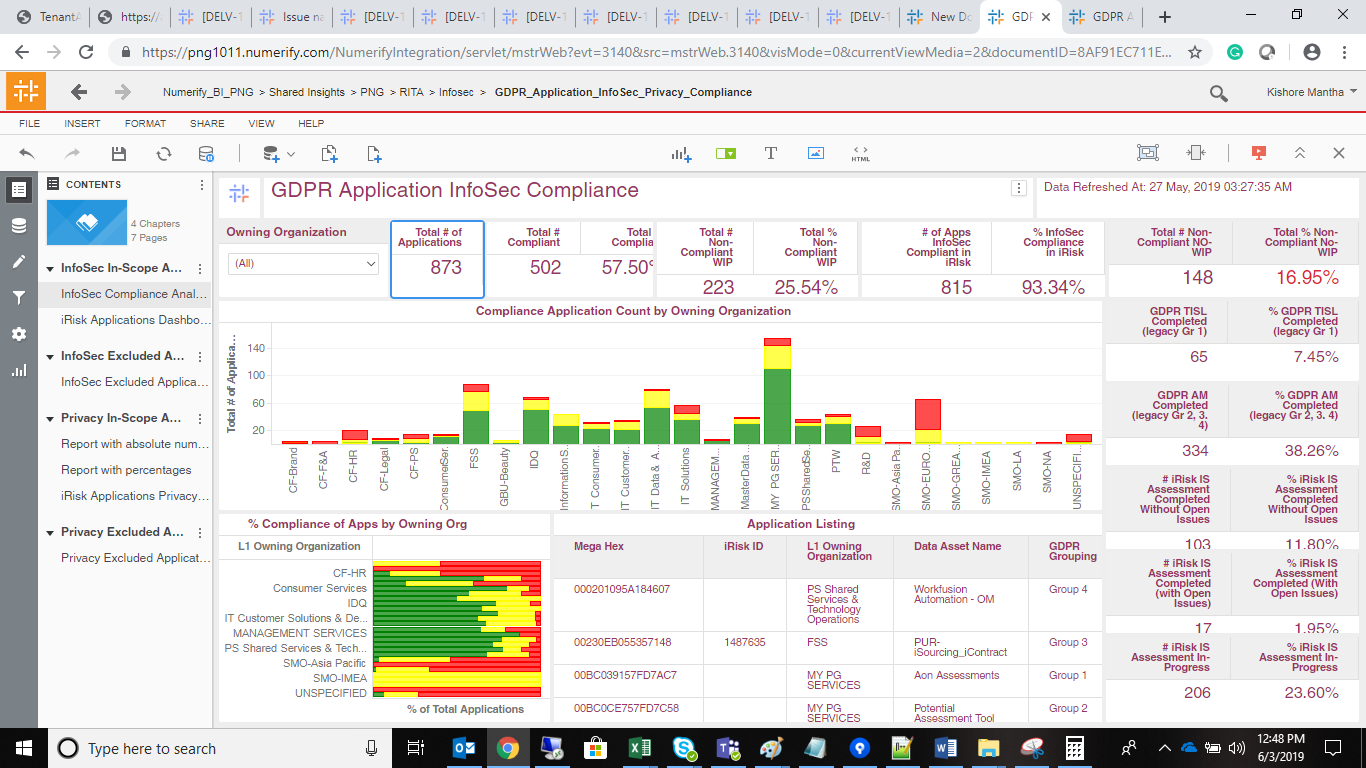 TenantA
https:/
[DELV-1
Issue na
[DELV-1
[DELV-1
[DELV-1
[DELV-1
[DELV-1
[DELV-1
[DELV-1
New Do
GDP
GDPR A
https://png1011.numerify.com/NumerifyIntegration/servlet/mstrWeb?evt=3140&src=mstrWeb.3140&visMode=0&currentViewMedia=2&documentID=8AF91EC711E...
Numerify_BI_PNG > Shared Insights > PNG > RITA > Infosec > GDPR_Application_InfoSec_Privacy_Compliance
Kishore Mantha
FILE INSERT FORMAT SHARE VIEW HELP
HTML
CONTENTS
4 Chapters
7 Pages
InfoSec In-Scope A...
InfoSec Compliance Anal...
iRisk Applications Dashbo...
InfoSec Excluded A...
InfoSec Excluded Applica...
Privacy In-Scope A...
Report with absolute num...
Report with percentages
iRisk Applications Privacy...
Privacy Excluded A...
Privacy Excluded Applicat...
GDPR Application InfoSec Compliance
Data Refreshed At: 27 May, 2019 03:27:35 AM
Owning Organization
(All)
Total # of
Applications
873
Total #
Compliant
502
Total
Complia
57.50
Total #
Non-
Compliant
WIP
223
Total %
Non-
Compliant
WIP
25.54%
# of Apps
InfoSec
Compliant in
iRIsk
815
% InfoSec
Compliance
in iRisk
93.34%
Total # Non-
Compliant NO-
WIP
148
Total % Non-
Compliant No-
WIP
16.95%
GDPR TISL
Completed
(legacy Gr 1)
65
% GDPR TISL
Completed
(legacy Gr 1)
7.45%
GDPR AM
Completed
(legacy Gr 2, 3,
4)
334
% GDPR AM
Completed
(legacy Gr 2, 3. 4)
38.26%
# iRisk IS
Assessment
Completed
Without Open
Issues
103
% iRisk IS
Assessment
Completed
Without Open
Issues
11.80%
# iRisk IS
Assessment
Completed
(with Open
Issues)
17
% iRisk IS
Assessment
Completed (With
Open Issues)
1.95%
# iRisk IS
Assessment In-
Progress
206
% iRisk IS
Assessment In-
Progress
23.60%
Compliance Application Count by Owning Organization
Total # of Applica...
140
100
60
20
CF-Brand
CF-F&A
CF-HR
CF-Legal
CF-PS
ConsumeSer.
FSS
GBU-Beauty
IDQ
InformationS.
IT Consumer.
IT Customer.
IT Data & A.
IT Solutions
MANAGEM..
MasterData.
MY PGSER.
PSSharedSe..
PTW
R&D
SMO-Asia Pa.
SMO-EURO..
SMO-GREA..
SMO-IMEA
SMO-LA
SMO-NA
UNSPECIFI..
% Compliance of Apps by Owning Org
L1 Owning Organization
CF-HR
Consumer Services
IDQ
IT Customer Solutions & De...
MANAGEMENT SERVICES
PS Shared Services & Tech...
SMO-Asia Pacific
SMO-IMEA
UNSPECIFIED
% of Total Applications
Application Listing
Mega Hex
iRisk ID
L1 Owning
Organization
Data Asset Name
GDPR
Grouping
000201095A184607
PS Shared
Services &
Technology
Operations
Workfusion
Automation - OM
Group 4
00230EB055357148
1487635
FSS
PUR-
iSourcing_iContract
Group 3
00BC039157FD7AC7
MY PG
SERVICES
Aon Assessments
Group 1
00BC0CE757FD7C58
MY PG
SERVICES
Potential
Assessment Tool
Group 2
Type here to search
12:48 PM
6/3/2019